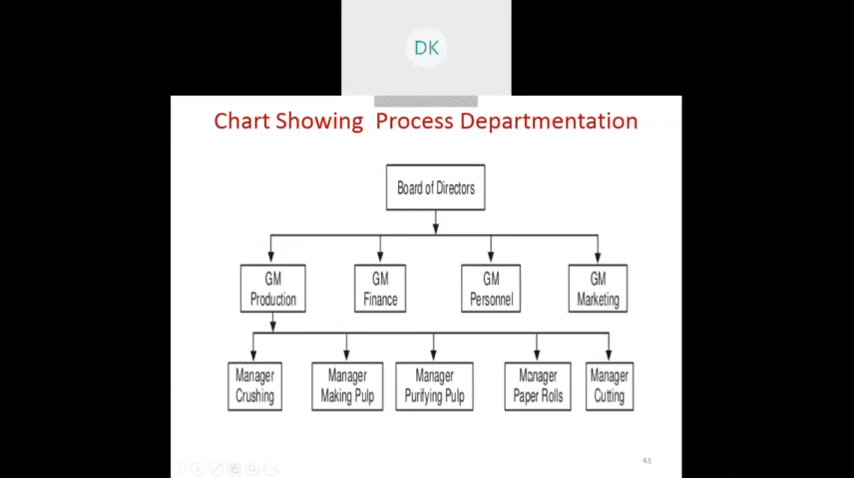 DK
Chart Showing Process Departmentation
Board of Directors
GM
Production
GM
Finance
GM
Personnel
GM
Marketing
Manager
Crushing
Manager
Making Pulp
Manager
Purifying Pulp
Manager
Paper Rolls
Manager
Cutting
43